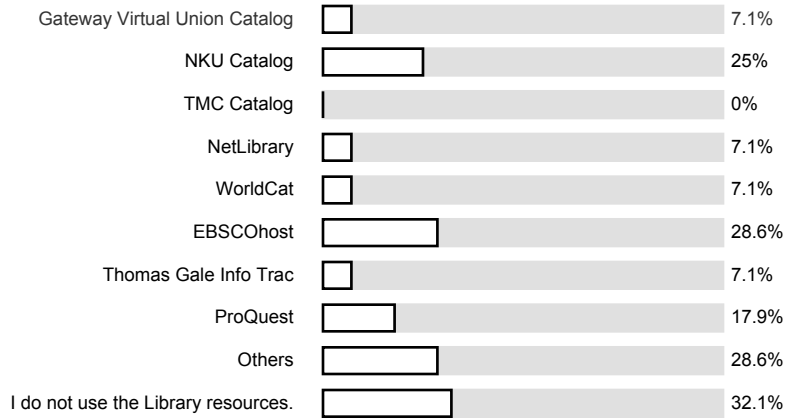 Gateway Virtual Union Catalog 7.1%
NKU Catalog 25%
TMC Catalog 0%
NetLibrary 7.1%
WorldCat 7.1%
EBSCOhost 28.6%
Thomas Gale Info Trac 7.1%
ProQuest 17.9%
Others 28.6%
I do not use the Library resources. 32.1%